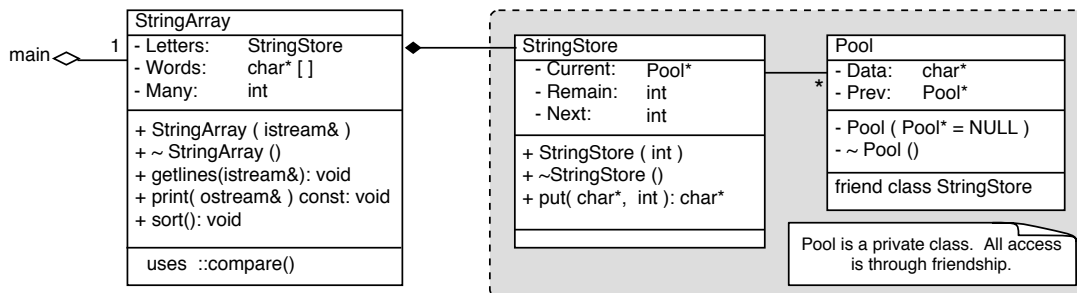 main
1
StringArray
- Letters: StringStore
- Words: char* [ ]
- Many: int
+ StringArray ( istream& )
+ ~ StringArray ()
+ getlines(istream&): void
+ print( ostream& ) const: void
+ sort(): void
uses ::compare()
StringStore
- Current: Pool*
- Remain: int
- Next: int
+ StringStore ( int )
+ ~StringStore ()
+ put( char*, int ): char*
*
Pool
- Data: char*
- Prev: Pool*
- Pool ( Pool* = NULL )
- ~ Pool ()
friend class StringStore
Pool is a private class. All access
is through friendship.